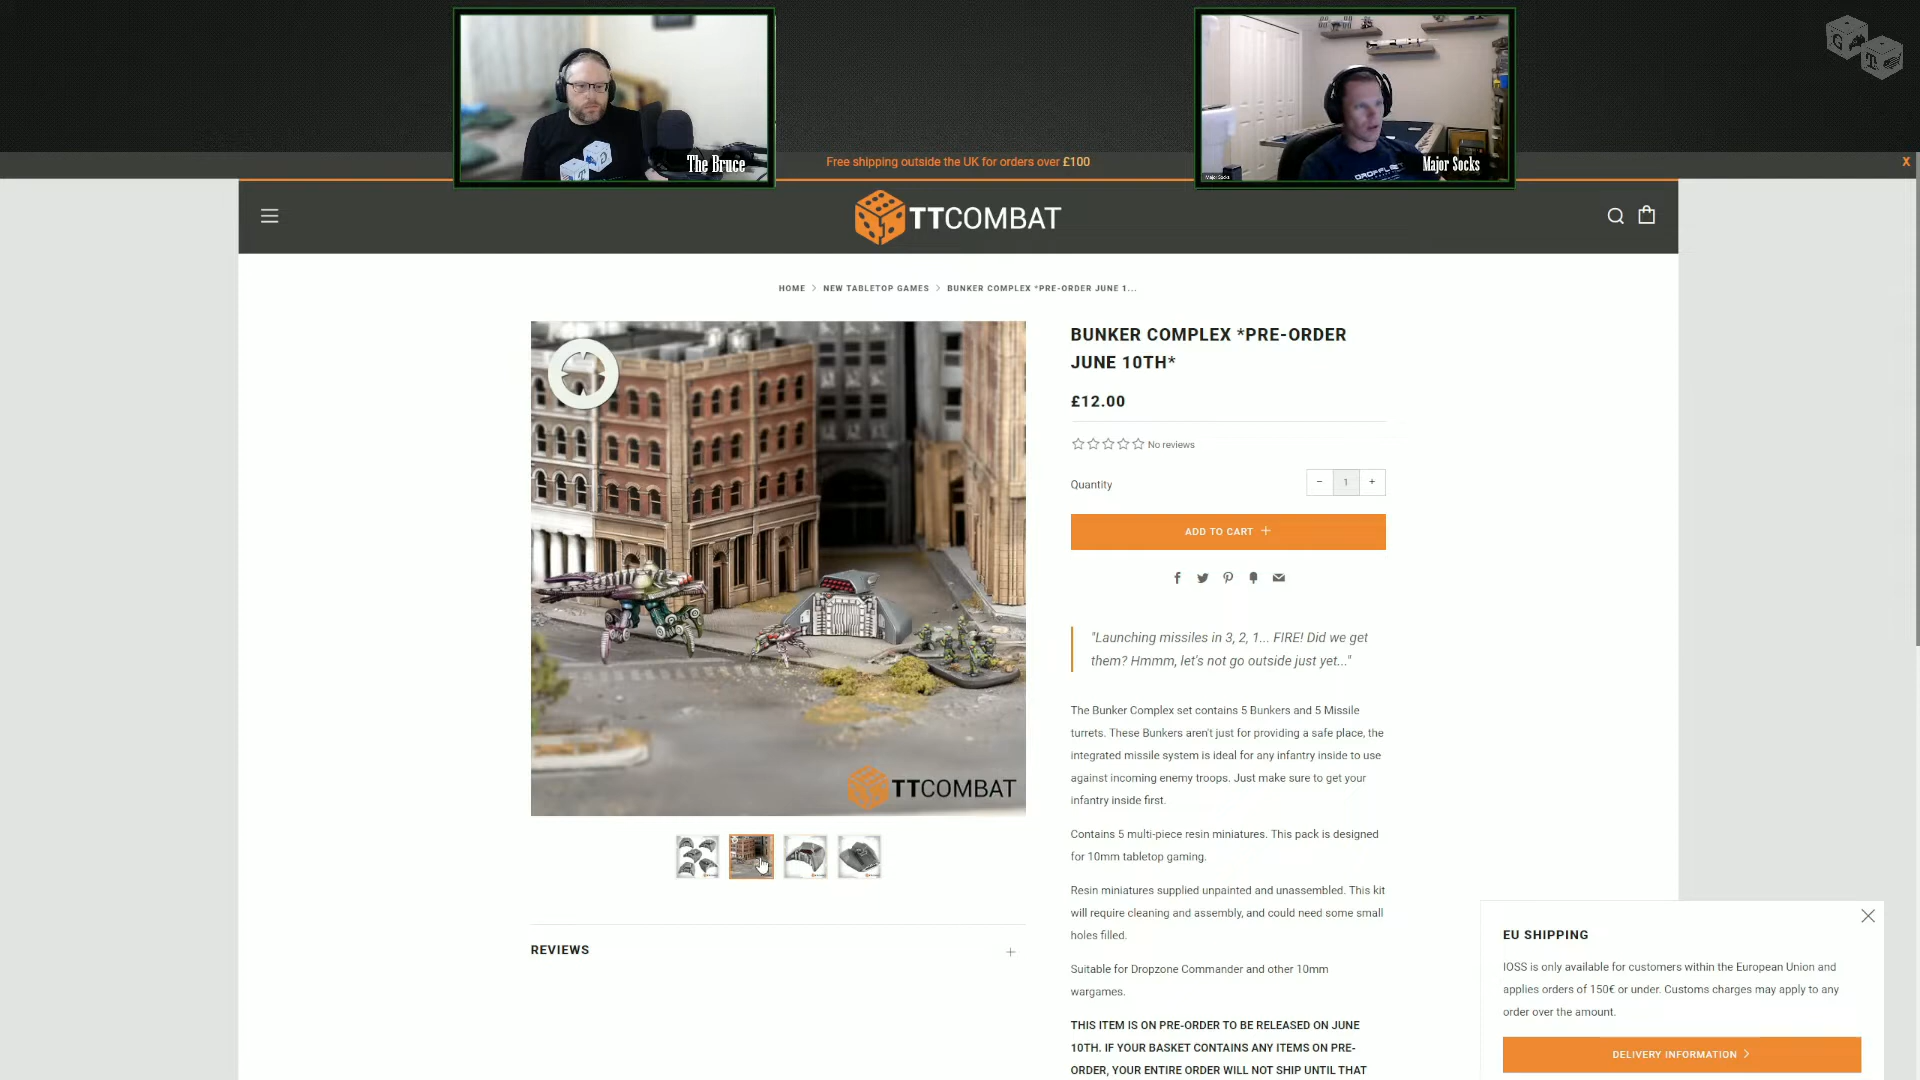 The Bruce
Major Socks
Major Socks
G T
Free shipping outside the UK for orders over £100
X
TTCOMBAT
HOME > NEW TABLETOP GAMES > BUNKER COMPLEX *PRE-ORDER JUNE 1...
BUNKER COMPLEX *PRE-ORDER
JUNE 10TH*
£12.00
No reviews
Quantity
− 1 +
ADD TO CART +
"Launching missiles in 3, 2, 1... FIRE! Did we get
them? Hmmm, let's not go outside just yet..."
The Bunker Complex set contains 5 Bunkers and 5 Missile
turrets. These Bunkers aren't just for providing a safe place, the
integrated missile system is ideal for any infantry inside to use
against incoming enemy troops. Just make sure to get your
infantry inside first.
Contains 5 multi-piece resin miniatures. This pack is designed
for 10mm tabletop gaming.
Resin miniatures supplied unpainted and unassembled. This kit
will require cleaning and assembly, and could need some small
holes filled.
Suitable for Dropzone Commander and other 10mm
wargames.
THIS ITEM IS ON PRE-ORDER TO BE RELEASED ON JUNE
10TH. IF YOUR BASKET CONTAINS ANY ITEMS ON PRE-
ORDER, YOUR ENTIRE ORDER WILL NOT SHIP UNTIL THAT
TTCOMBAT
REVIEWS +
EU SHIPPING
IOSS is only available for customers within the European Union and
applies orders of 150€ or under. Customs charges may apply to any
order over the amount.
DELIVERY INFORMATION >